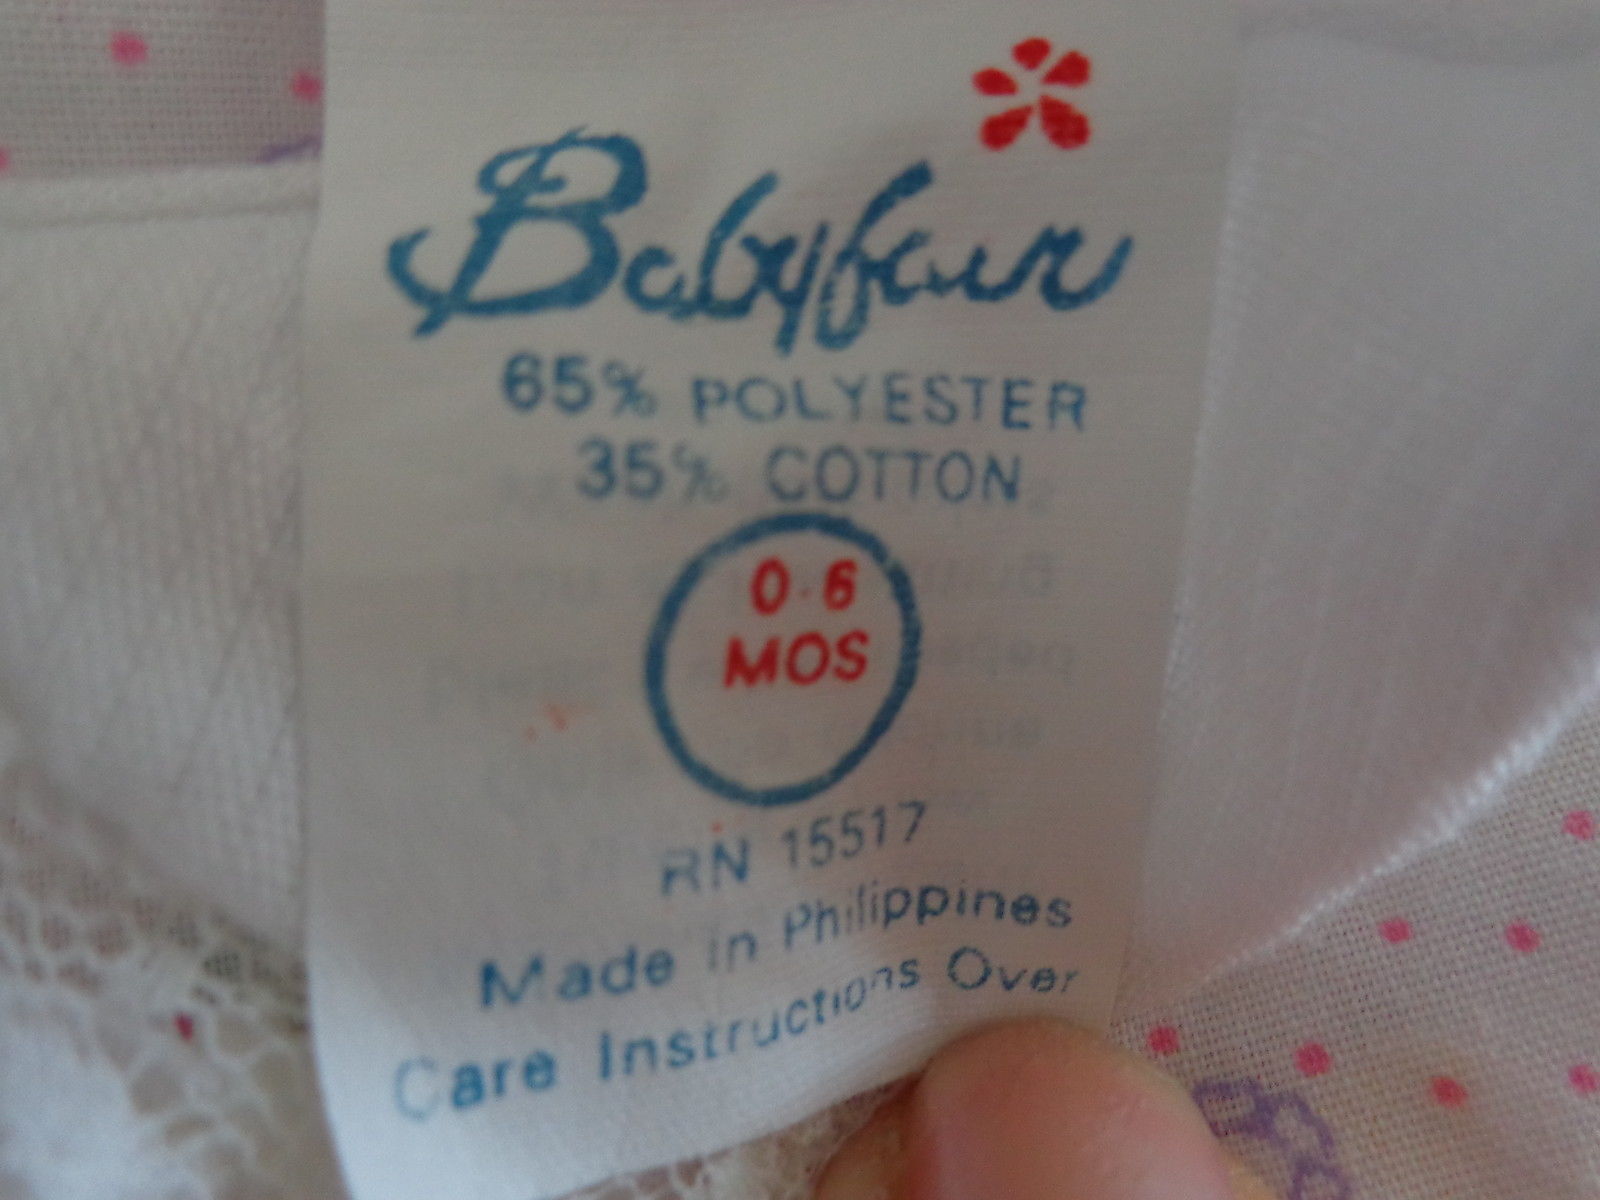 Babyfair
65% POLYESTER
35% COTTON
0-6
MOS
RN 15517
Made in Philippines
Care Instructions Over